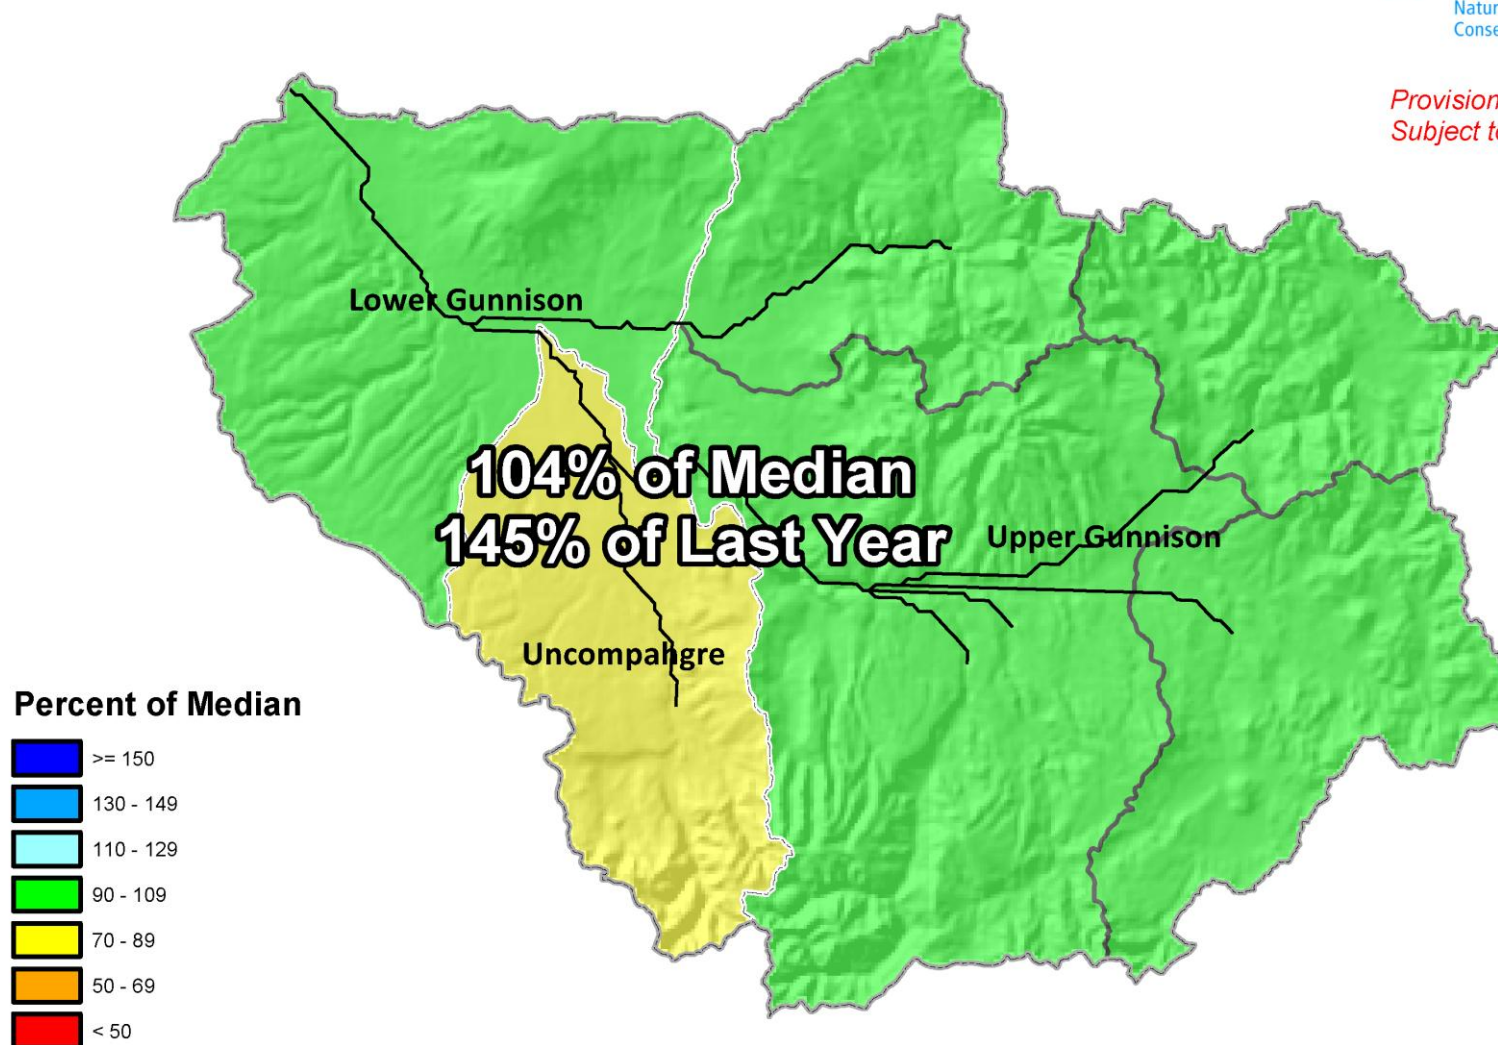 Lower Gunnison
104% of Median
145% of Last Year
Upper Gunnison
Uncompahgre
Percent of Median
>= 150
130 - 149
110 - 129
90 - 109
70 - 89
50 - 69
< 50